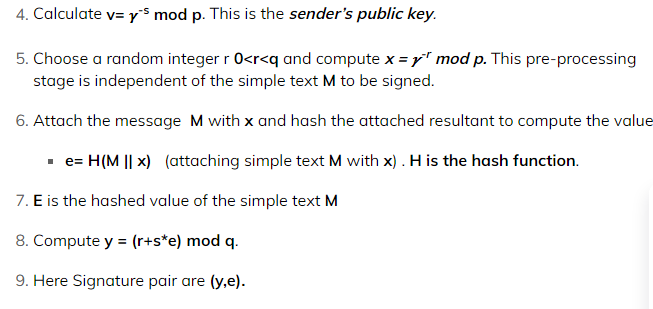 4. Calculate v= γ⁻ˢ mod p. This is the sender's public key.
5. Choose a random integer r 0<r<q and compute x = γ⁻ʳ mod p. This pre-processing
stage is independent of the simple text M to be signed.
6. Attach the message M with x and hash the attached resultant to compute the value
▪ e= H(M || x) (attaching simple text M with x) . H is the hash function.
7. E is the hashed value of the simple text M
8. Compute y = (r+s*e) mod q.
9. Here Signature pair are (y,e).